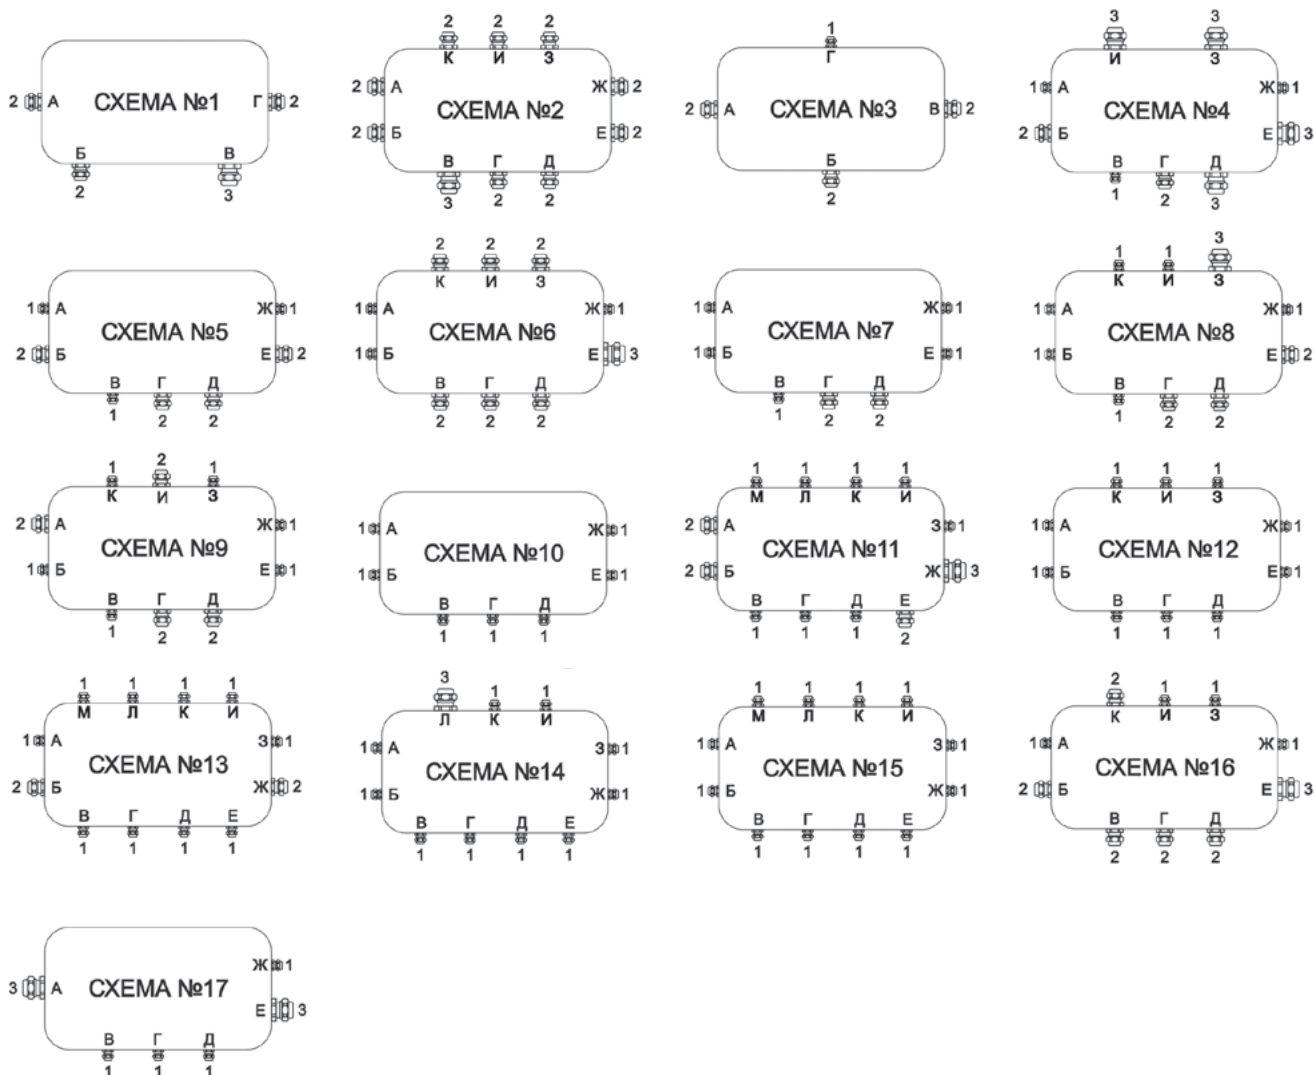 1
2 2 2 3 3
К И З Г И З
2 А СХЕМА №1 Г 2
2 А Ж 2
СХЕМА №2
2 Б Е 2
2 А СХЕМА №3 В 2
1 А Ж 1
СХЕМА №4
2 Б Е 3
Б В В Г Д Б В Г Д
2 3 3 2 2 2 1 2 3
2 2 2 1 1 3
К И З К И З
1 А Ж 1 1 А Ж 1 1 А Ж 1 1 А Ж 1
СХЕМА №5 СХЕМА №6 СХЕМА №7 СХЕМА №8
2 Б Е 2 1 Б Е 3 1 Б Е 1 1 Б Е 2
В Г Д В Г Д В Г Д В Г Д
1 2 2 2 2 2 1 2 2 1 2 2
1 2 1 1 1 1 1 1 1 1
К И З М Л К И К И З
2 А Ж 1 1 А Ж 1 2 А З 1 1 А Ж 1
СХЕМА №9 СХЕМА №10 СХЕМА №11 СХЕМА №12
1 Б Е 1 1 Б Е 1 2 Б Ж 3 1 Б Е 1
В Г Д В Г Д В Г Д Е В Г Д
1 2 2 1 1 1 1 1 1 2 1 1 1
1 1 1 1 3 1 1 1 1 1 1 2 1 1
М Л К И Л К И М Л К И К И З
1 А З 1 1 А З 1 1 А З 1 1 А Ж 1
СХЕМА №13 СХЕМА №14 СХЕМА №15 СХЕМА №16
2 Б Ж 2 1 Б Ж 1 1 Б Ж 1 2 Б Е 3
В Г Д Е В Г Д Е В Г Д Е В Г Д
1 1 1 1 1 1 1 1 1 1 1 1 2 2 2
Ж 1
3 А СХЕМА №17
Е 3
В Г Д
1 1 1